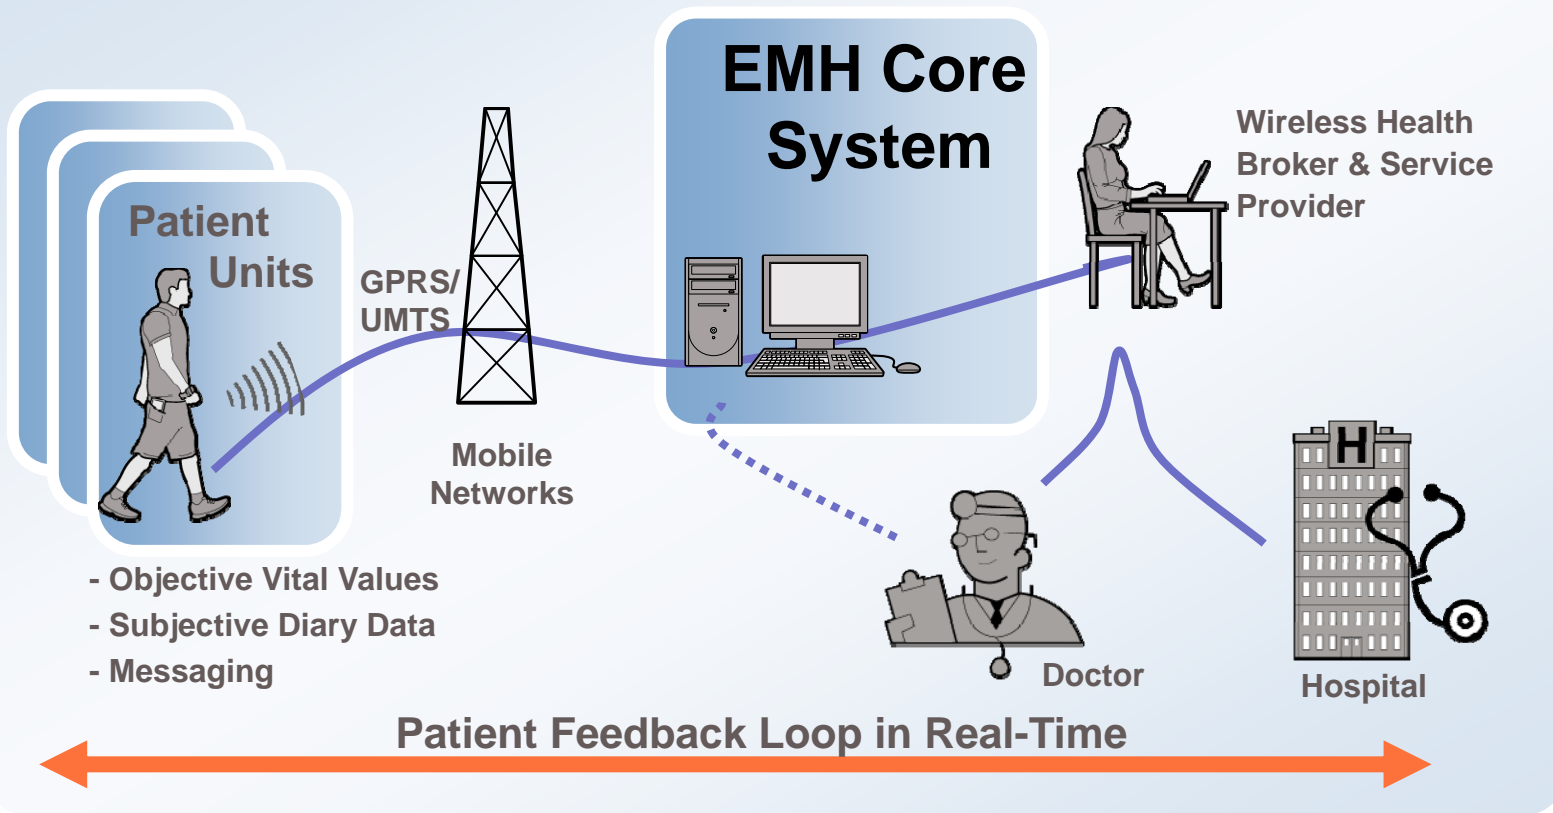 EMH Core
System
Wireless Health
Broker & Service
Provider
Patient
Units
GPRS/
UMTS
Mobile
Networks
H
- Objective Vital Values
- Subjective Diary Data
- Messaging
Doctor
Hospital
Patient Feedback Loop in Real-Time